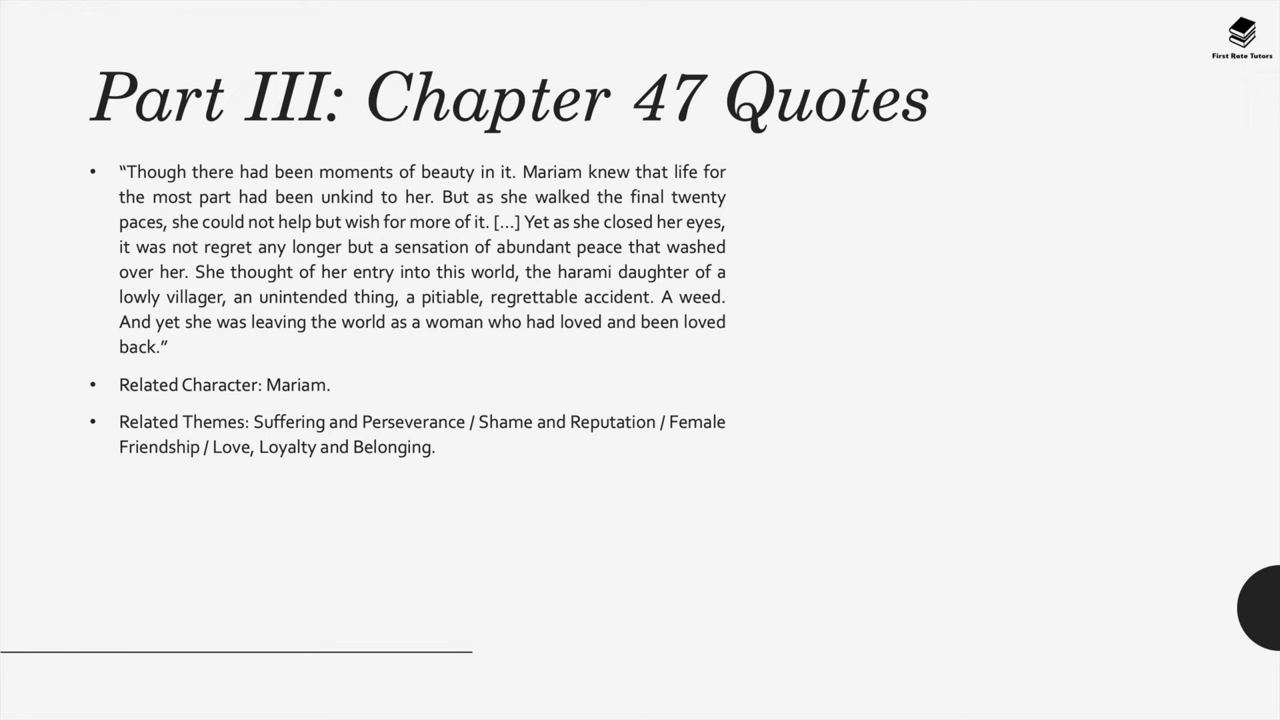 First Rate Tutors
Part III: Chapter 47 Quotes
• “Though there had been moments of beauty in it. Mariam knew that life for
the most part had been unkind to her. But as she walked the final twenty
paces, she could not help but wish for more of it. […] Yet as she closed her eyes,
it was not regret any longer but a sensation of abundant peace that washed
over her. She thought of her entry into this world, the harami daughter of a
lowly villager, an unintended thing, a pitiable, regrettable accident. A weed.
And yet she was leaving the world as a woman who had loved and been loved
back.”
• Related Character: Mariam.
• Related Themes: Suffering and Perseverance / Shame and Reputation / Female
Friendship / Love, Loyalty and Belonging.